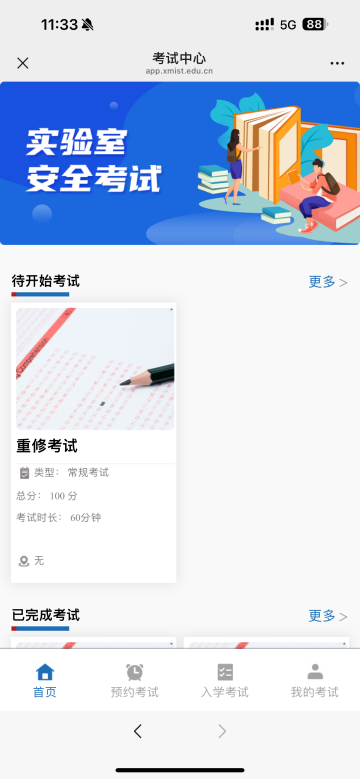 11:33
5G
88
考试中心
app.xmist.edu.cn
实验室
安全考试
待开始考试
更多 >
重修考试
类型： 常规考试
总分： 100 分
考试时长： 60分钟
无
已完成考试
更多 >
首页
预约考试
入学考试
我的考试